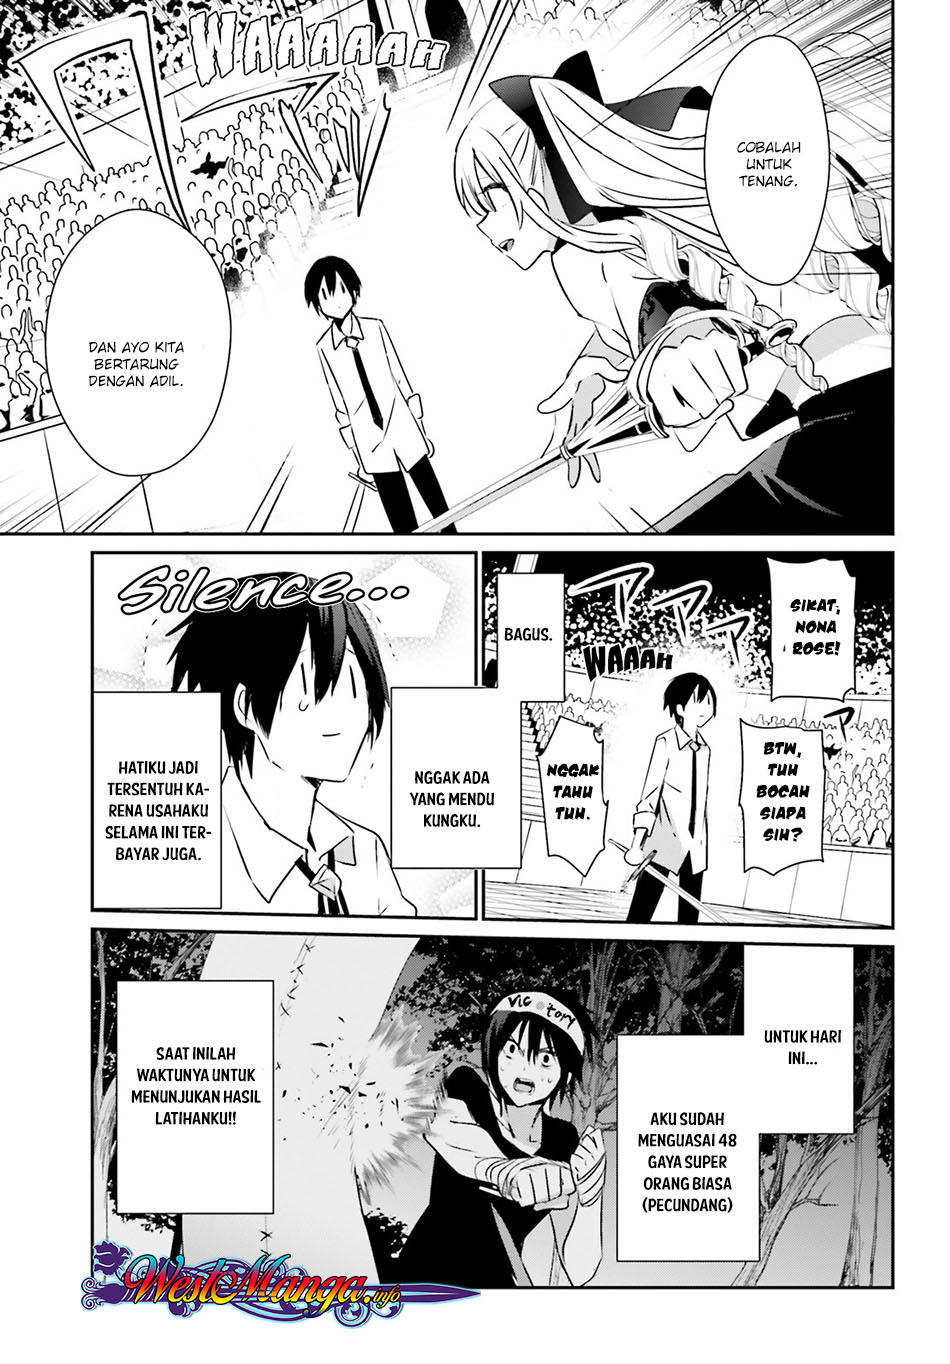 WAAAAAH
COBALAH
UNTUK
TENANG.
DAN AYO KITA
BERTARUNG
DENGAN ADIL.
SIKAT,
NONA
ROSE!
BTW,
TUH
BOCAH
SIAPA
SIH?
アアア
WAAAH
NGGAK
TAHU
TUH.
BAGUS.
NGGAK ADA
YANG MENDU
KUNGKU.
Silence...
HATIKU JADI
TERSENTUH KA-
RENA USAHAKU
SELAMA INI TER-
BAYAR JUGA.
UNTUK HARI
INI...
AKU SUDAH
MENGUASAI 48
GAYA SUPER
ORANG BIASA
(PECUNDANG)
Vic tory
SAAT INILAH
WAKTUNYA UNTUK
MENUNJUKAN HASIL
LATIHANKU!!
WestManga.info